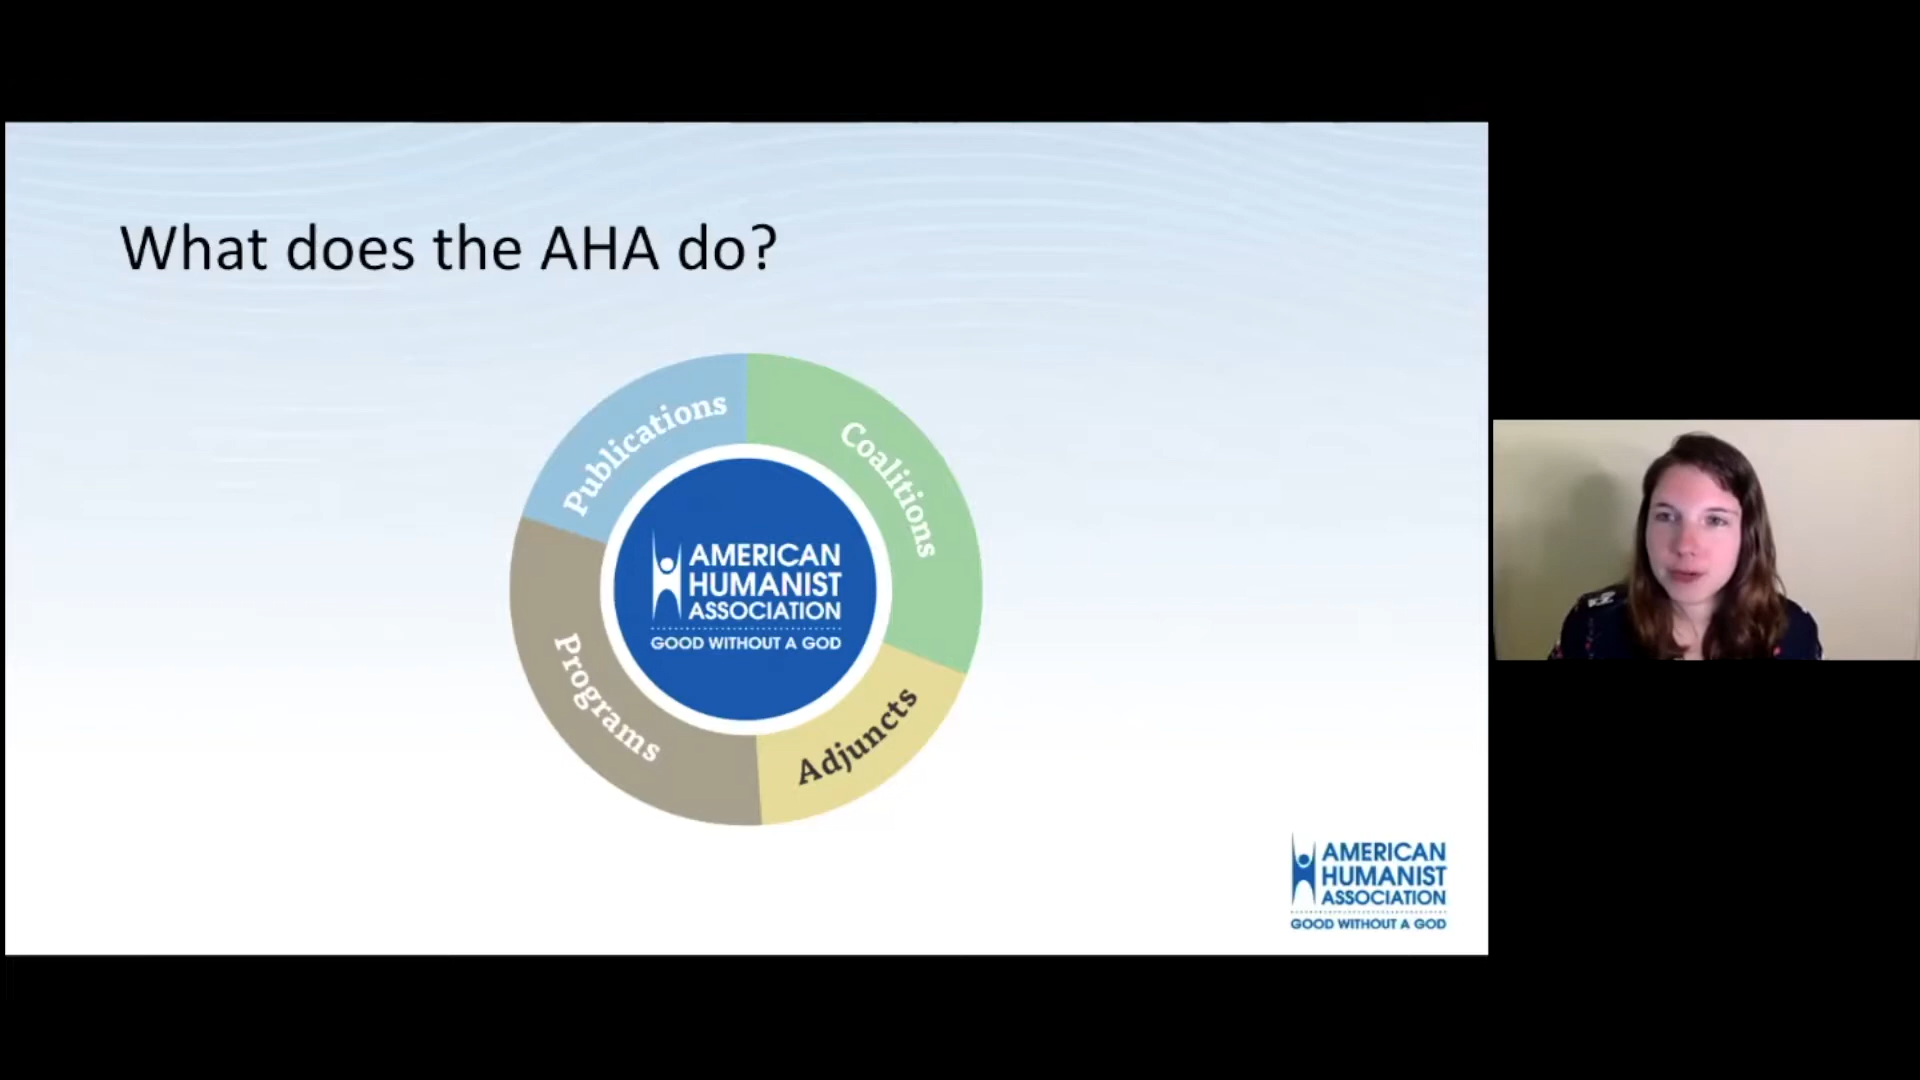 What does the AHA do?
Publications
Coalitions
AMERICAN
HUMANIST
ASSOCIATION
GOOD WITHOUT A GOD
Programs
Adjuncts
AMERICAN
HUMANIST
ASSOCIATION
GOOD WITHOUT A GOD